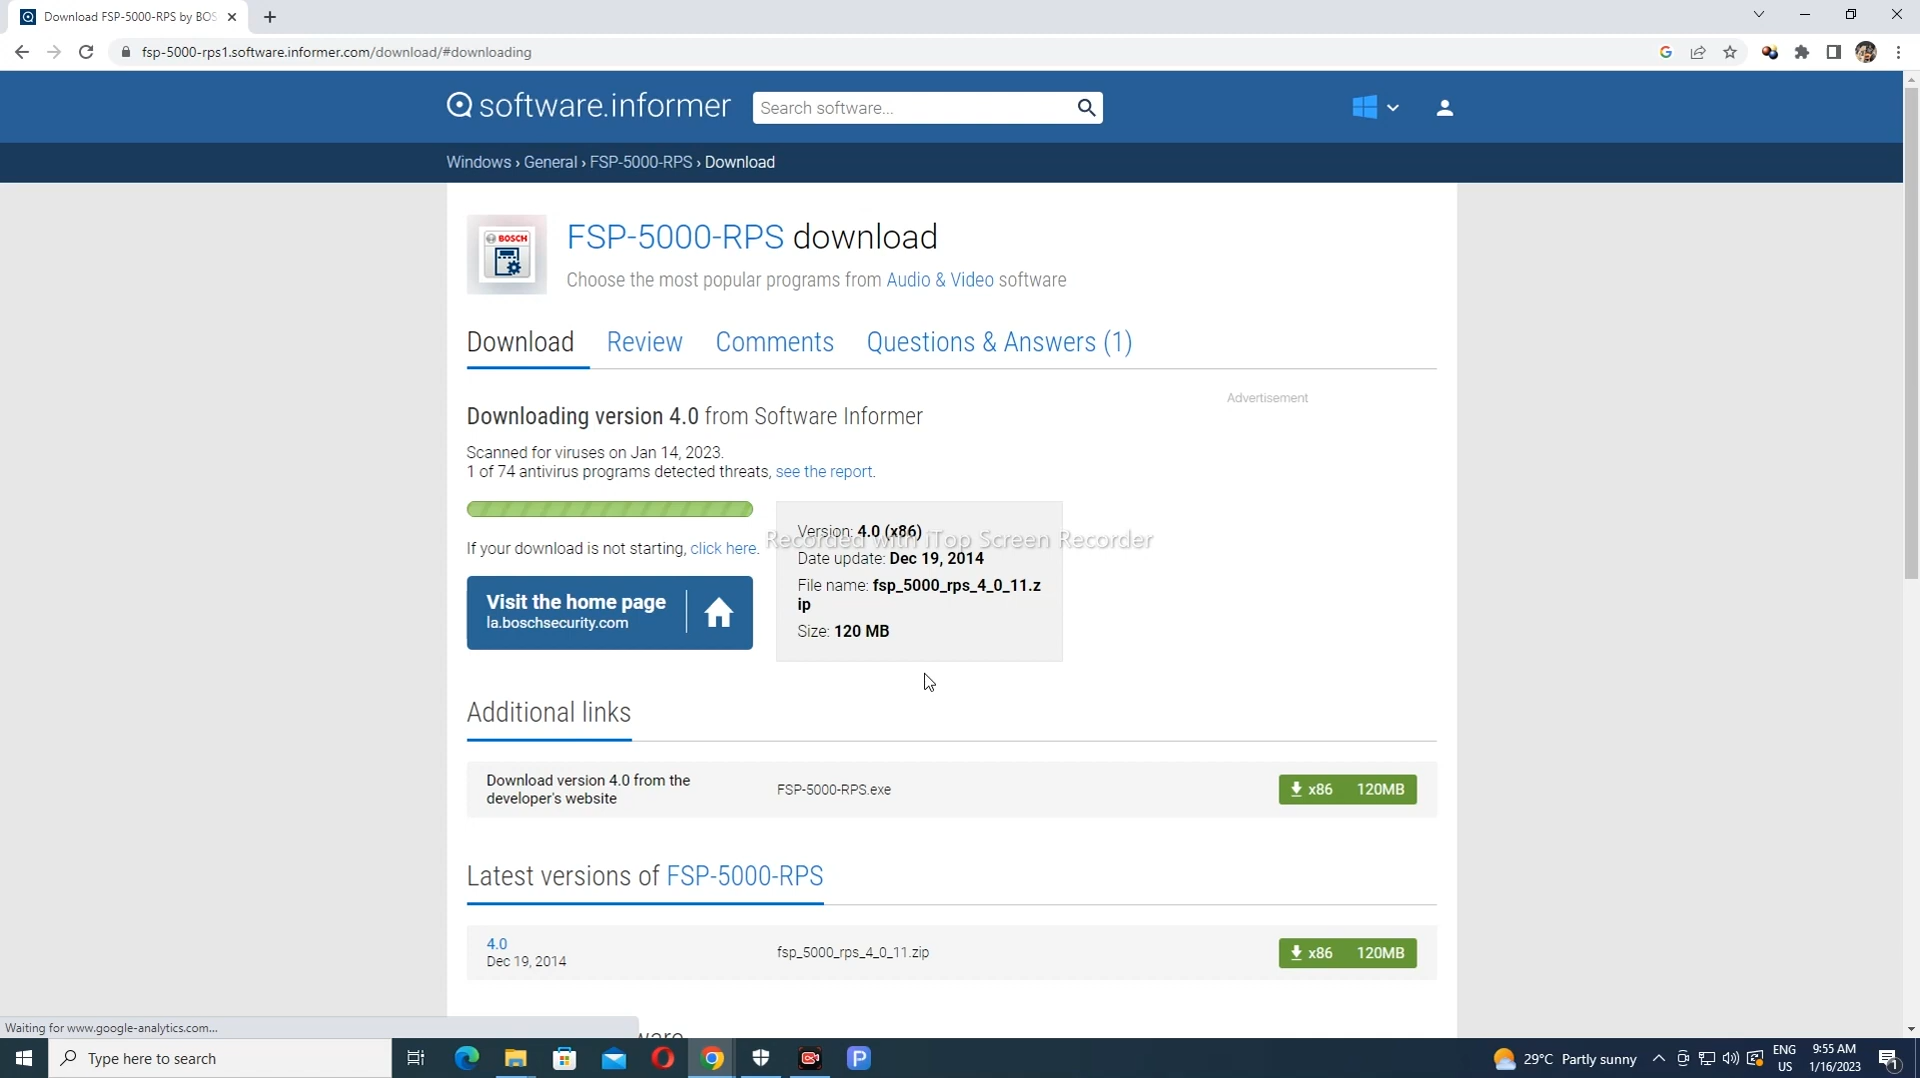 Download FSP-5000-RPS by BOS
fsp-5000-rps1.software.informer.com/download/#downloading
software.informer
Search software...
Windows › General › FSP-5000-RPS › Download
BOSCH
FSP-5000-RPS download
Choose the most popular programs from Audio & Video software
Download Review Comments Questions & Answers (1)
Advertisement
Downloading version 4.0 from Software Informer
Scanned for viruses on Jan 14, 2023.
1 of 74 antivirus programs detected threats, see the report.
If your download is not starting, click here.
Visit the home page
la.boschsecurity.com
Version: 4.0 (x86)
Recorded with iTop Screen Recorder
Date update: Dec 19, 2014
File name: fsp_5000_rps_4_0_11.z
ip
Size: 120 MB
Additional links
Download version 4.0 from the
developer's website
FSP-5000-RPS.exe
x86 120MB
Latest versions of FSP-5000-RPS
4.0
Dec 19, 2014
fsp_5000_rps_4_0_11.zip
x86 120MB
Waiting for www.google-analytics.com...
Type here to search
29°C Partly sunny
ENG
US
9:55 AM
1/16/2023
1